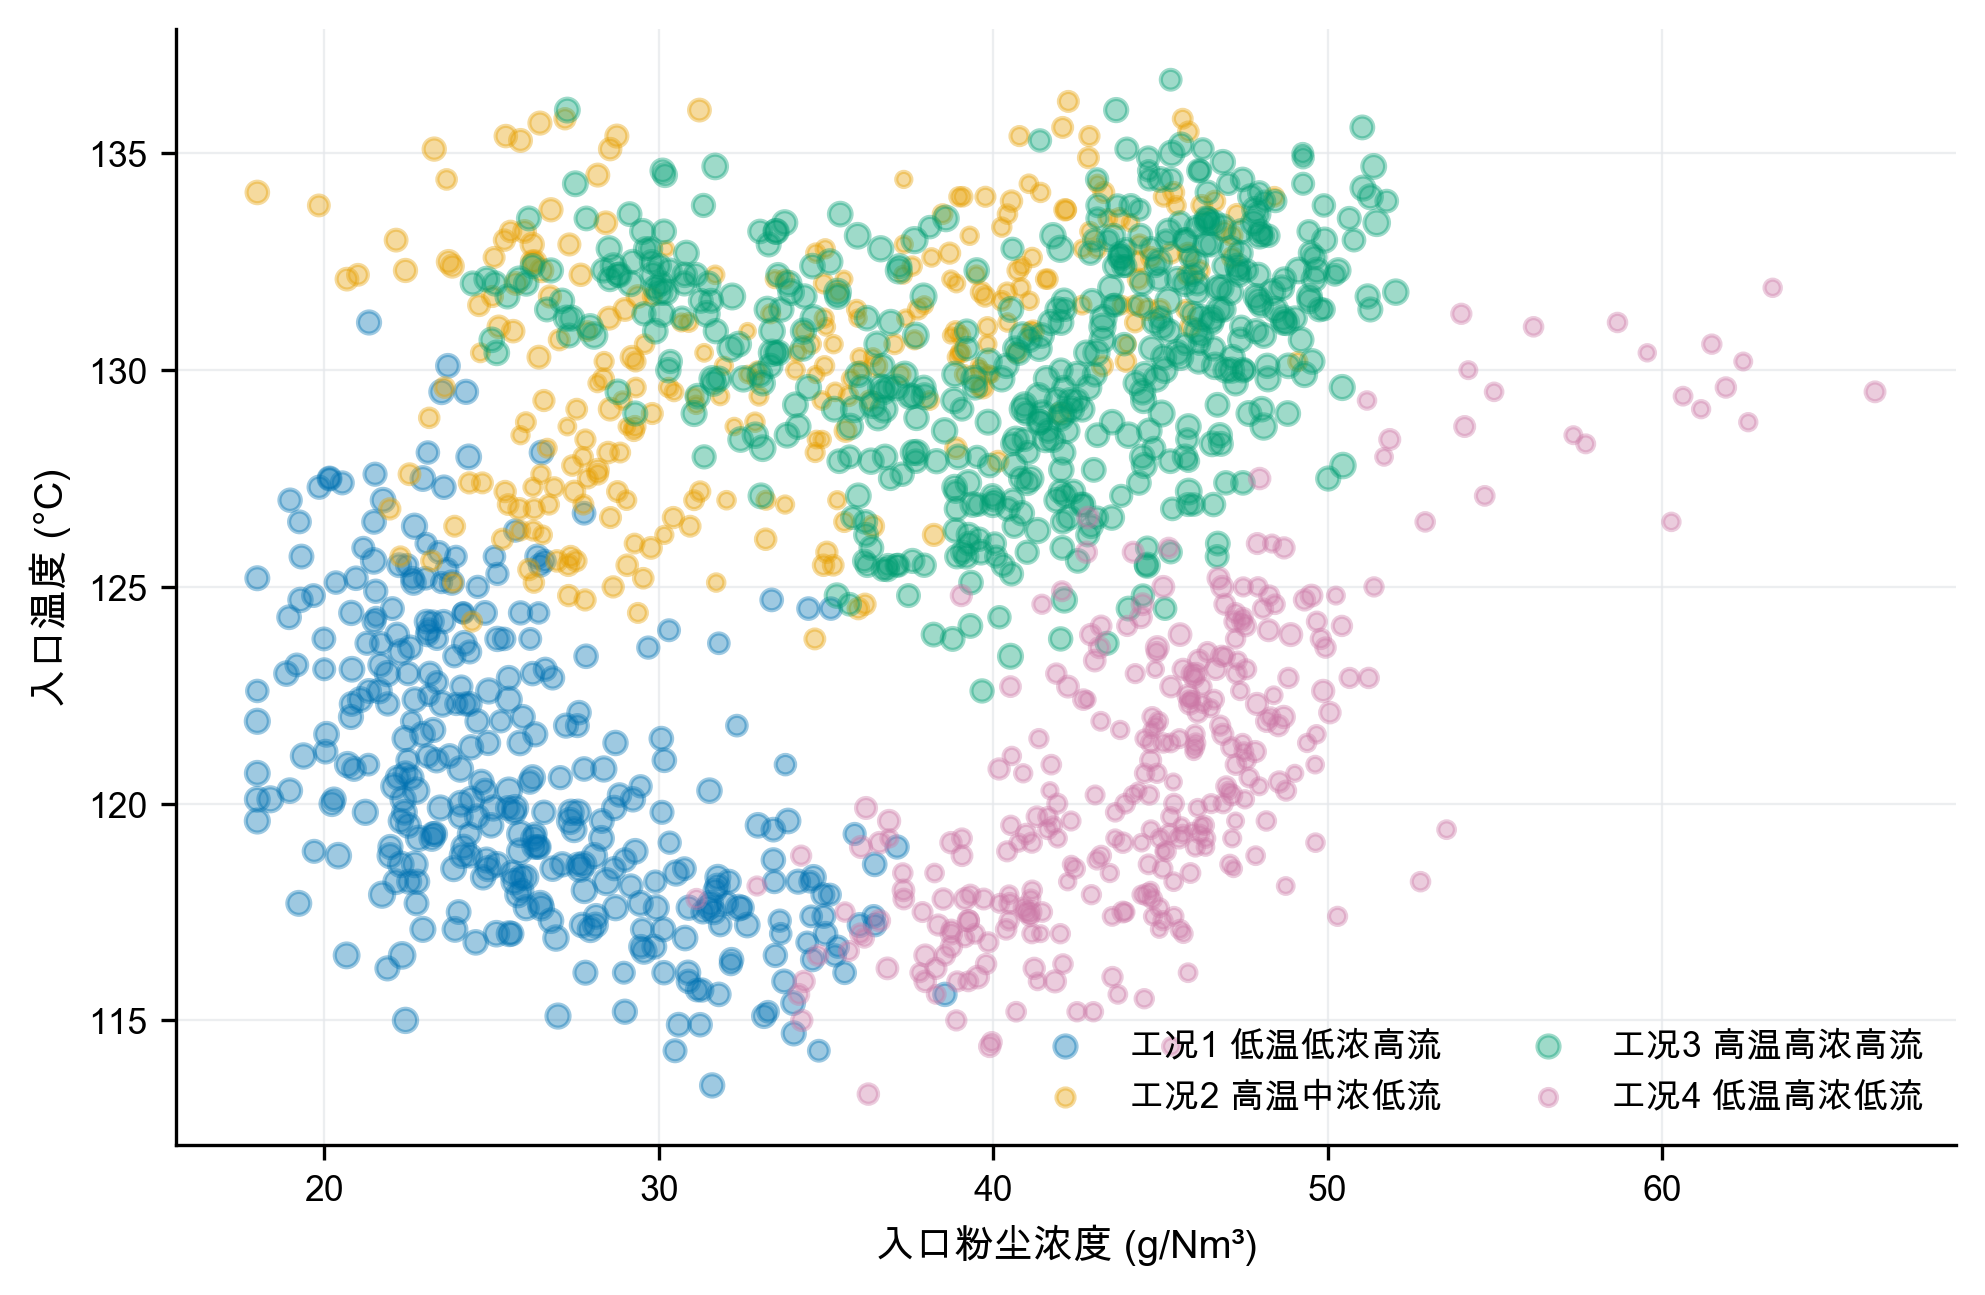 135
130
125
120
115
入口温度 (°C)
20 30 40 50 60
入口粉尘浓度 (g/Nm³)
工况1 低温低浓高流
工况2 高温中浓低流
工况3 高温高浓高流
工况4 低温高浓低流